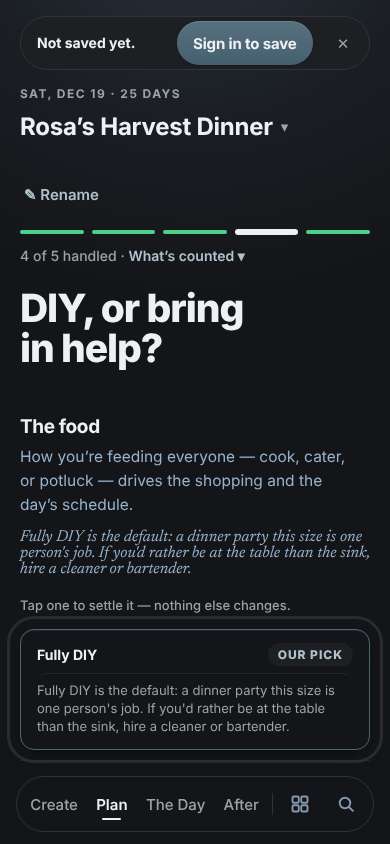 Not saved yet.
Sign in to save
×
SAT, DEC 19 · 25 DAYS
Rosa’s Harvest Dinner ▾
✎ Rename
4 of 5 handled · What’s counted ▾
DIY, or bring
in help?
The food
How you’re feeding everyone — cook, cater,
or potluck — drives the shopping and the
day’s schedule.
Fully DIY is the default: a dinner party this size is one
person's job. If you'd rather be at the table than the sink,
hire a cleaner or bartender.
Tap one to settle it — nothing else changes.
Fully DIY
OUR PICK
Fully DIY is the default: a dinner party this size is
one person's job. If you'd rather be at the table
than the sink, hire a cleaner or bartender.
Create
Plan
The Day
After